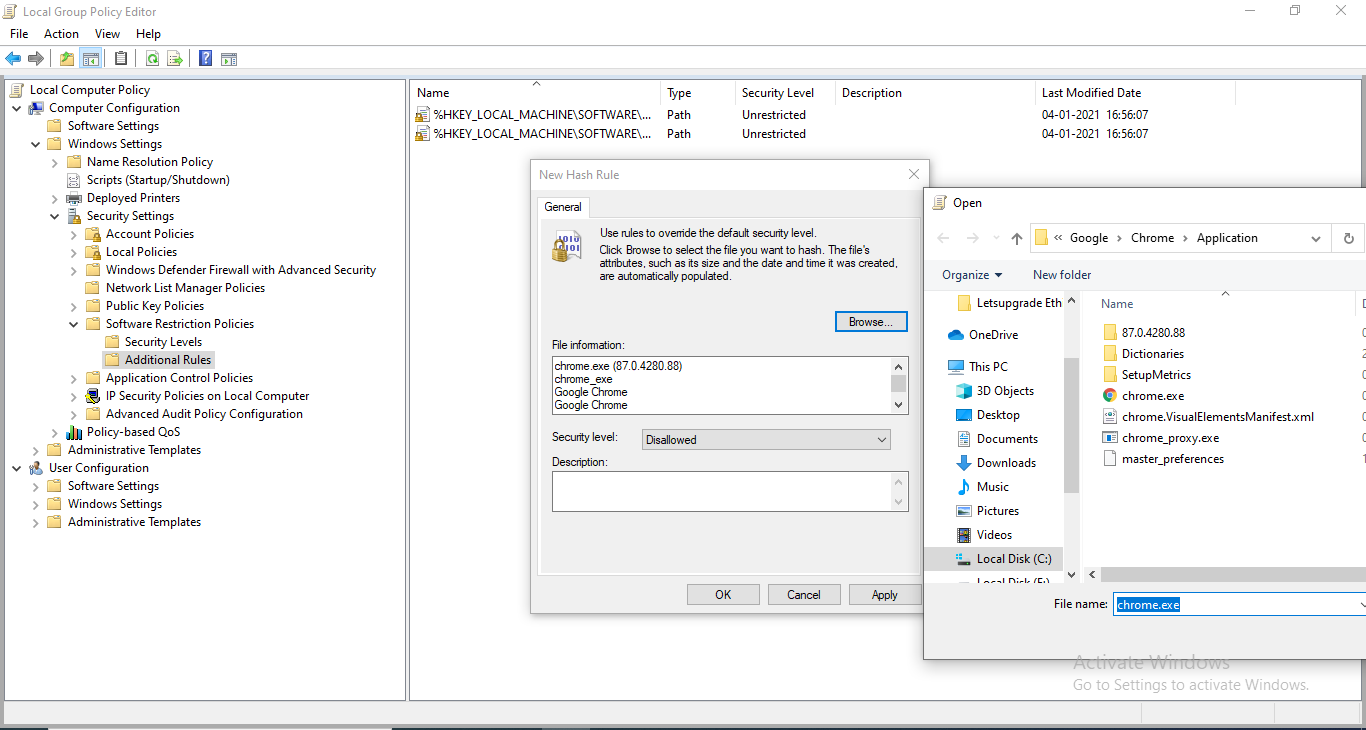 Local Group Policy Editor
File Action View Help
Local Computer Policy
Computer Configuration
Software Settings
Windows Settings
Name Resolution Policy
Scripts (Startup/Shutdown)
Deployed Printers
Security Settings
Account Policies
Local Policies
Windows Defender Firewall with Advanced Security
Network List Manager Policies
Public Key Policies
Software Restriction Policies
Security Levels
Additional Rules
Application Control Policies
IP Security Policies on Local Computer
Advanced Audit Policy Configuration
Policy-based QoS
Administrative Templates
User Configuration
Software Settings
Windows Settings
Administrative Templates
Name Type Security Level Description Last Modified Date
%HKEY_LOCAL_MACHINE\SOFTWARE\... Path Unrestricted 04-01-2021 16:56:07
%HKEY_LOCAL_MACHINE\SOFTWARE\... Path Unrestricted 04-01-2021 16:56:07
New Hash Rule
General
Use rules to override the default security level.
Click Browse to select the file you want to hash. The file's
attributes, such as its size and the date and time it was created,
are automatically populated.
Browse...
File information:
chrome.exe (87.0.4280.88)
chrome_exe
Google Chrome
Google Chrome
Security level: Disallowed
Description:
OK Cancel Apply
Open
« Google › Chrome › Application
Organize New folder
Letsupgrade Eth
OneDrive
This PC
3D Objects
Desktop
Documents
Downloads
Music
Pictures
Videos
Local Disk (C:)
Name
87.0.4280.88
Dictionaries
SetupMetrics
chrome.exe
chrome.VisualElementsManifest.xml
chrome_proxy.exe
master_preferences
File name: chrome.exe
Activate Windows
Go to Settings to activate Windows.